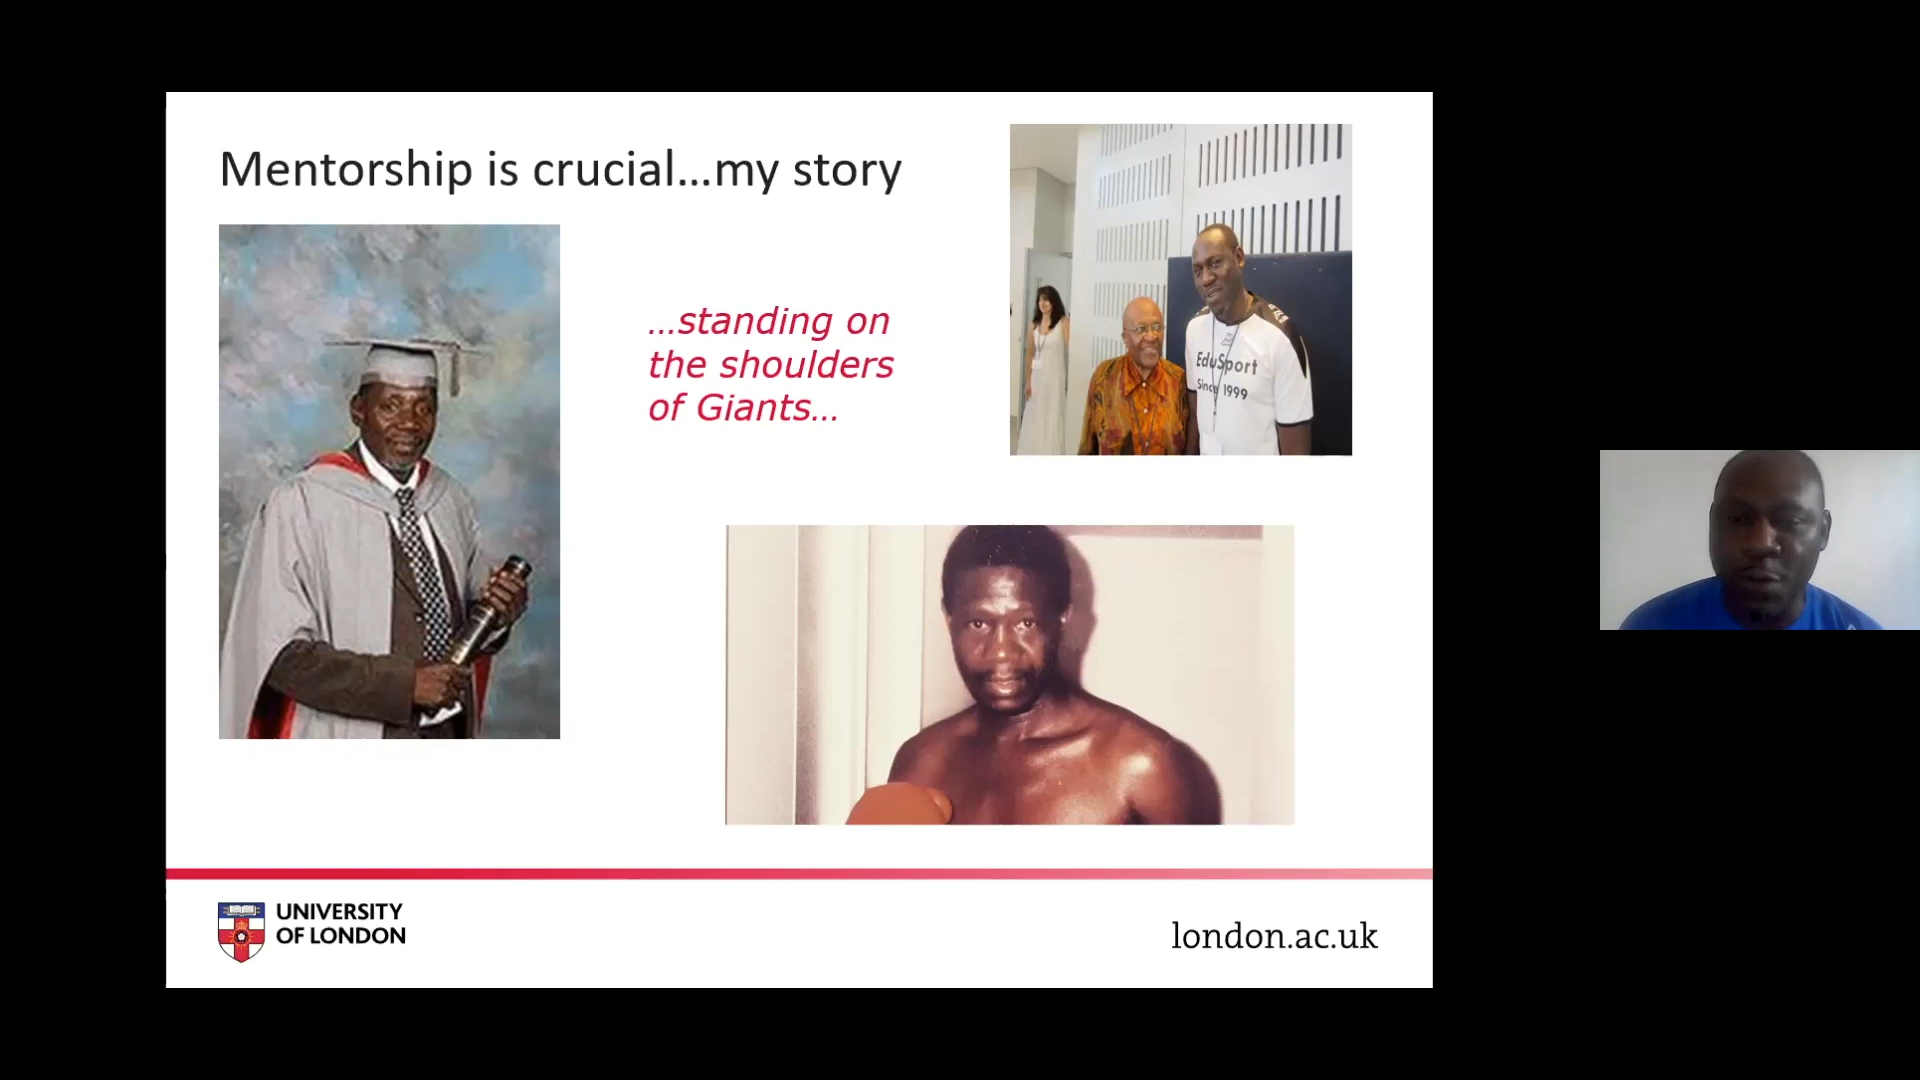 Mentorship is crucial...my story
...standing on
the shoulders
of Giants...
EduSport
Since 1999
UNIVERSITY
OF LONDON
london.ac.uk